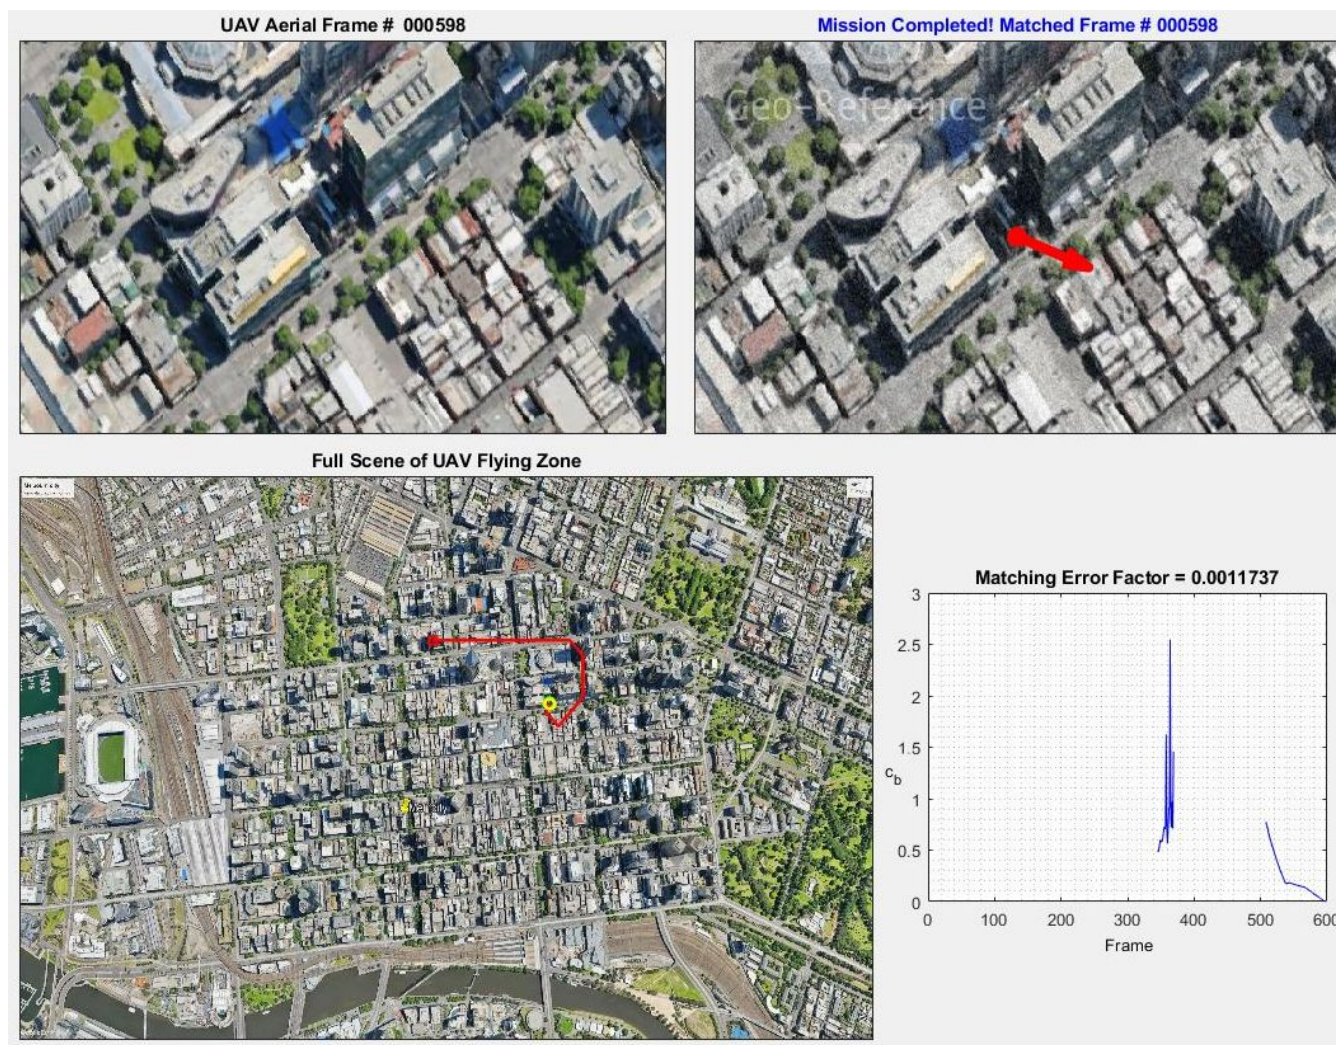 UAV Aerial Frame # 000598
Mission Completed! Matched Frame # 000598
Geo-Reference
Full Scene of UAV Flying Zone
Matching Error Factor = 0.0011737
3
2.5
2
1.5
1
0.5
0
c_b
0 100 200 300 400 500 600
Frame